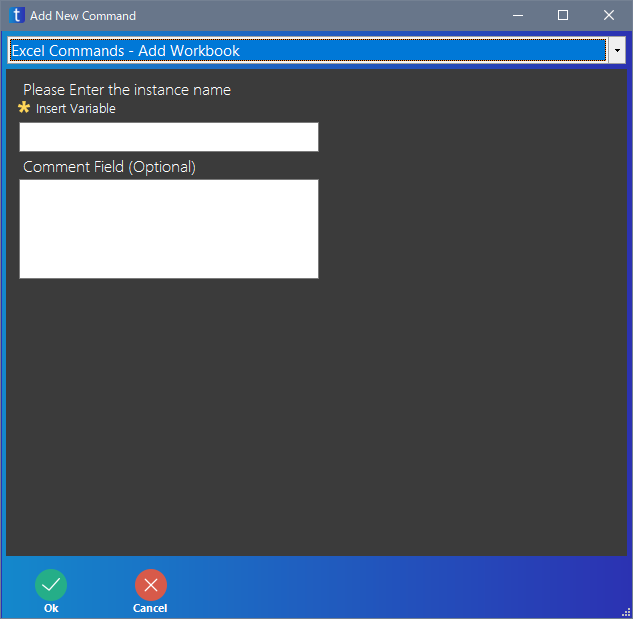 t Add New Command
Excel Commands - Add Workbook
Please Enter the instance name
Insert Variable
Comment Field (Optional)
Ok Cancel